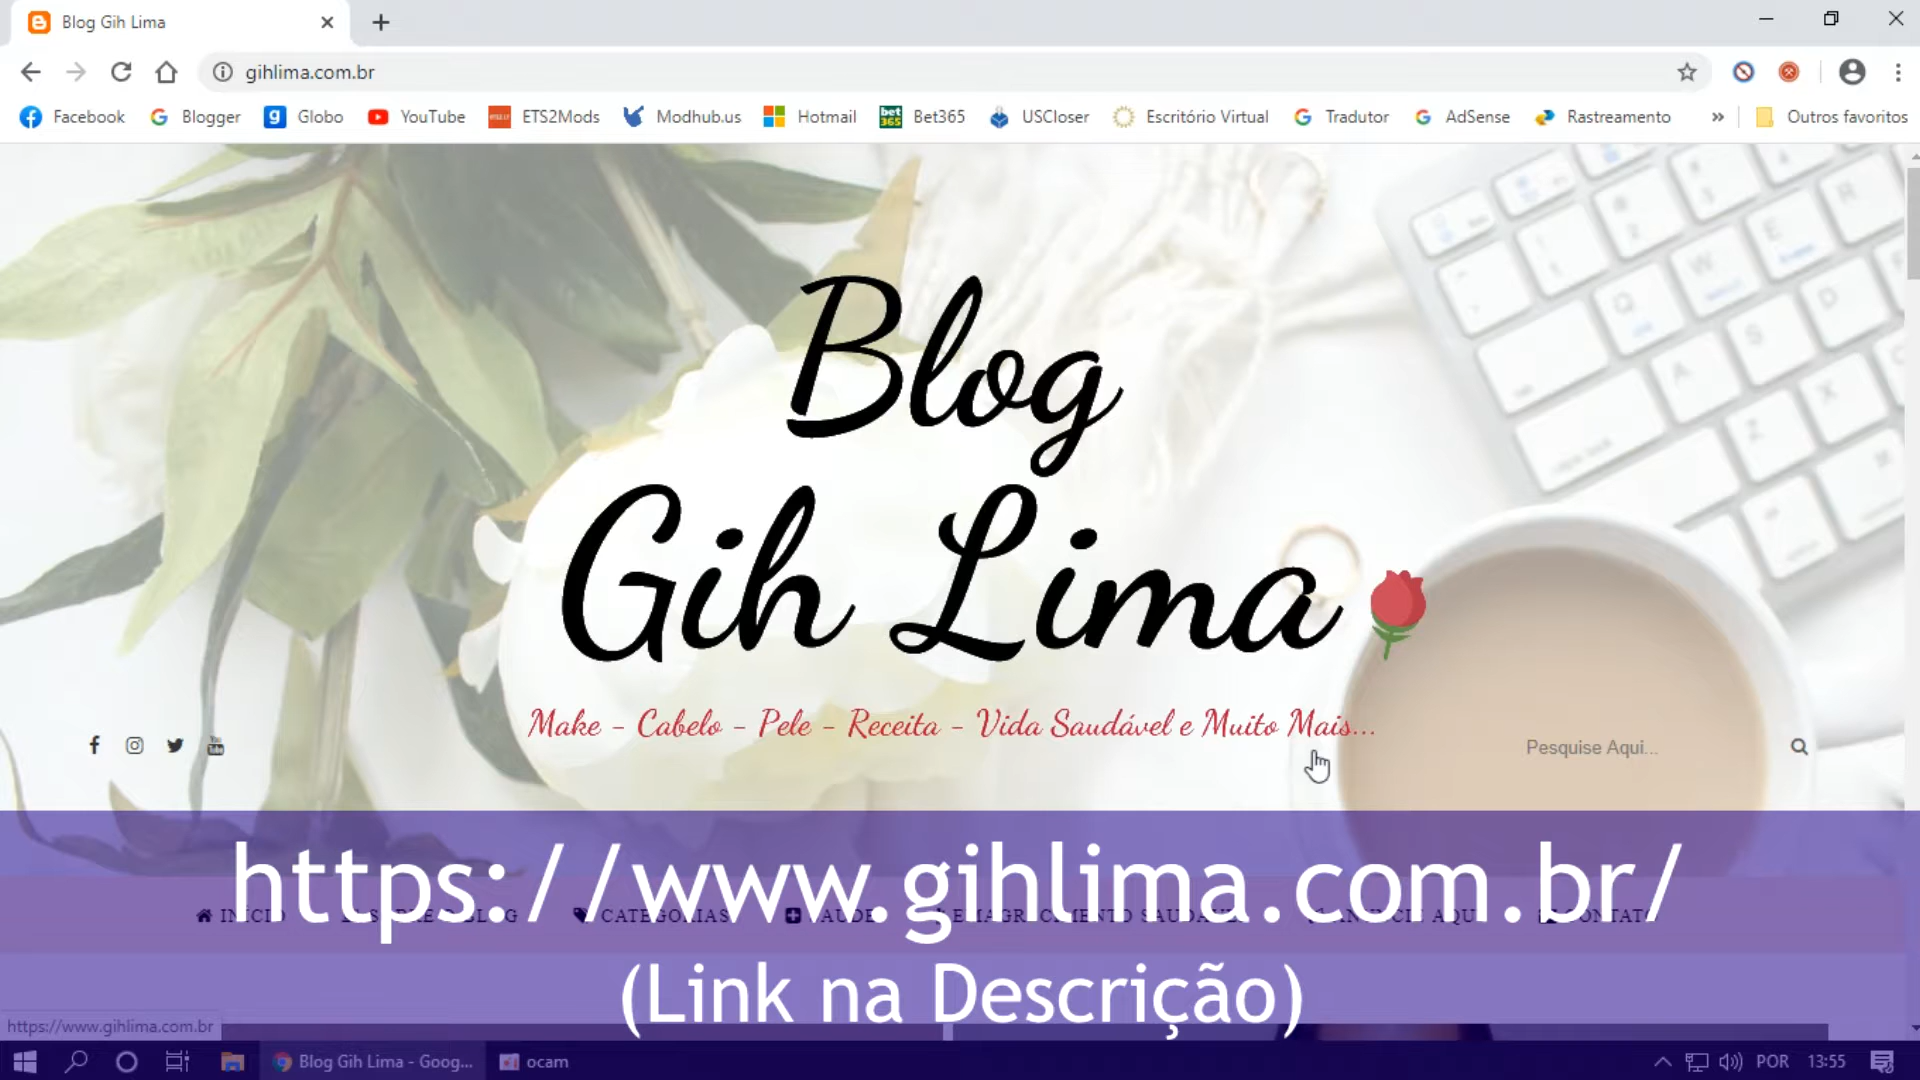 Blog Gih Lima
gihlima.com.br
Facebook Blogger Globo YouTube ETS2Mods Modhub.us Hotmail Bet365 USCloser Escritório Virtual Tradutor AdSense Rastreamento » Outros favoritos
Blog
Gih Lima
Make - Cabelo - Pele - Receita - Vida Saudável e Muito Mais...
Pesquise Aqui...
https://www.gihlima.com.br/
INÍCIO CATEGORIAS CONTATO
(Link na Descrição)
https://www.gihlima.com.br
Blog Gih Lima - Goog... ocam POR 13:55